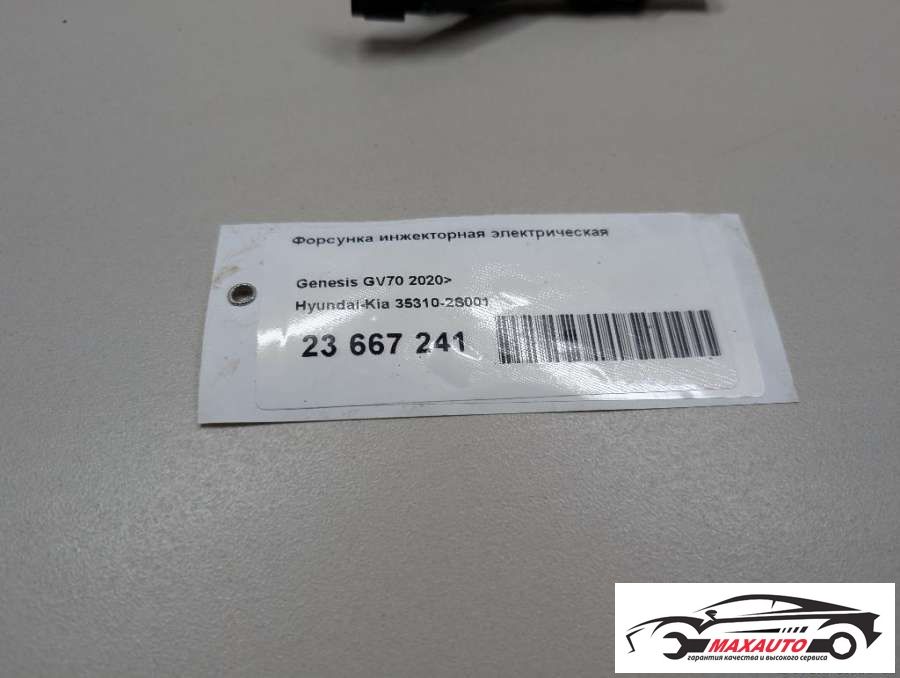 Форсунка инжекторная электрическая
Genesis GV70 2020>
Hyundai-Kia 35310-2S001
23 667 241
MAXAUTO
гарантия качества и высокого сервиса